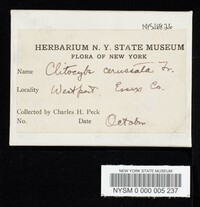 HERBARIUM N. Y. STATE MUSEUM
FLORA OF NEW YORK
Name Clitocybe cerussata Fr.
Locality Westport, Essex Co.
Collected by Charles H. Peck
No. Date October
NEW YORK STATE MUSEUM
NYSM 0 000 005 237